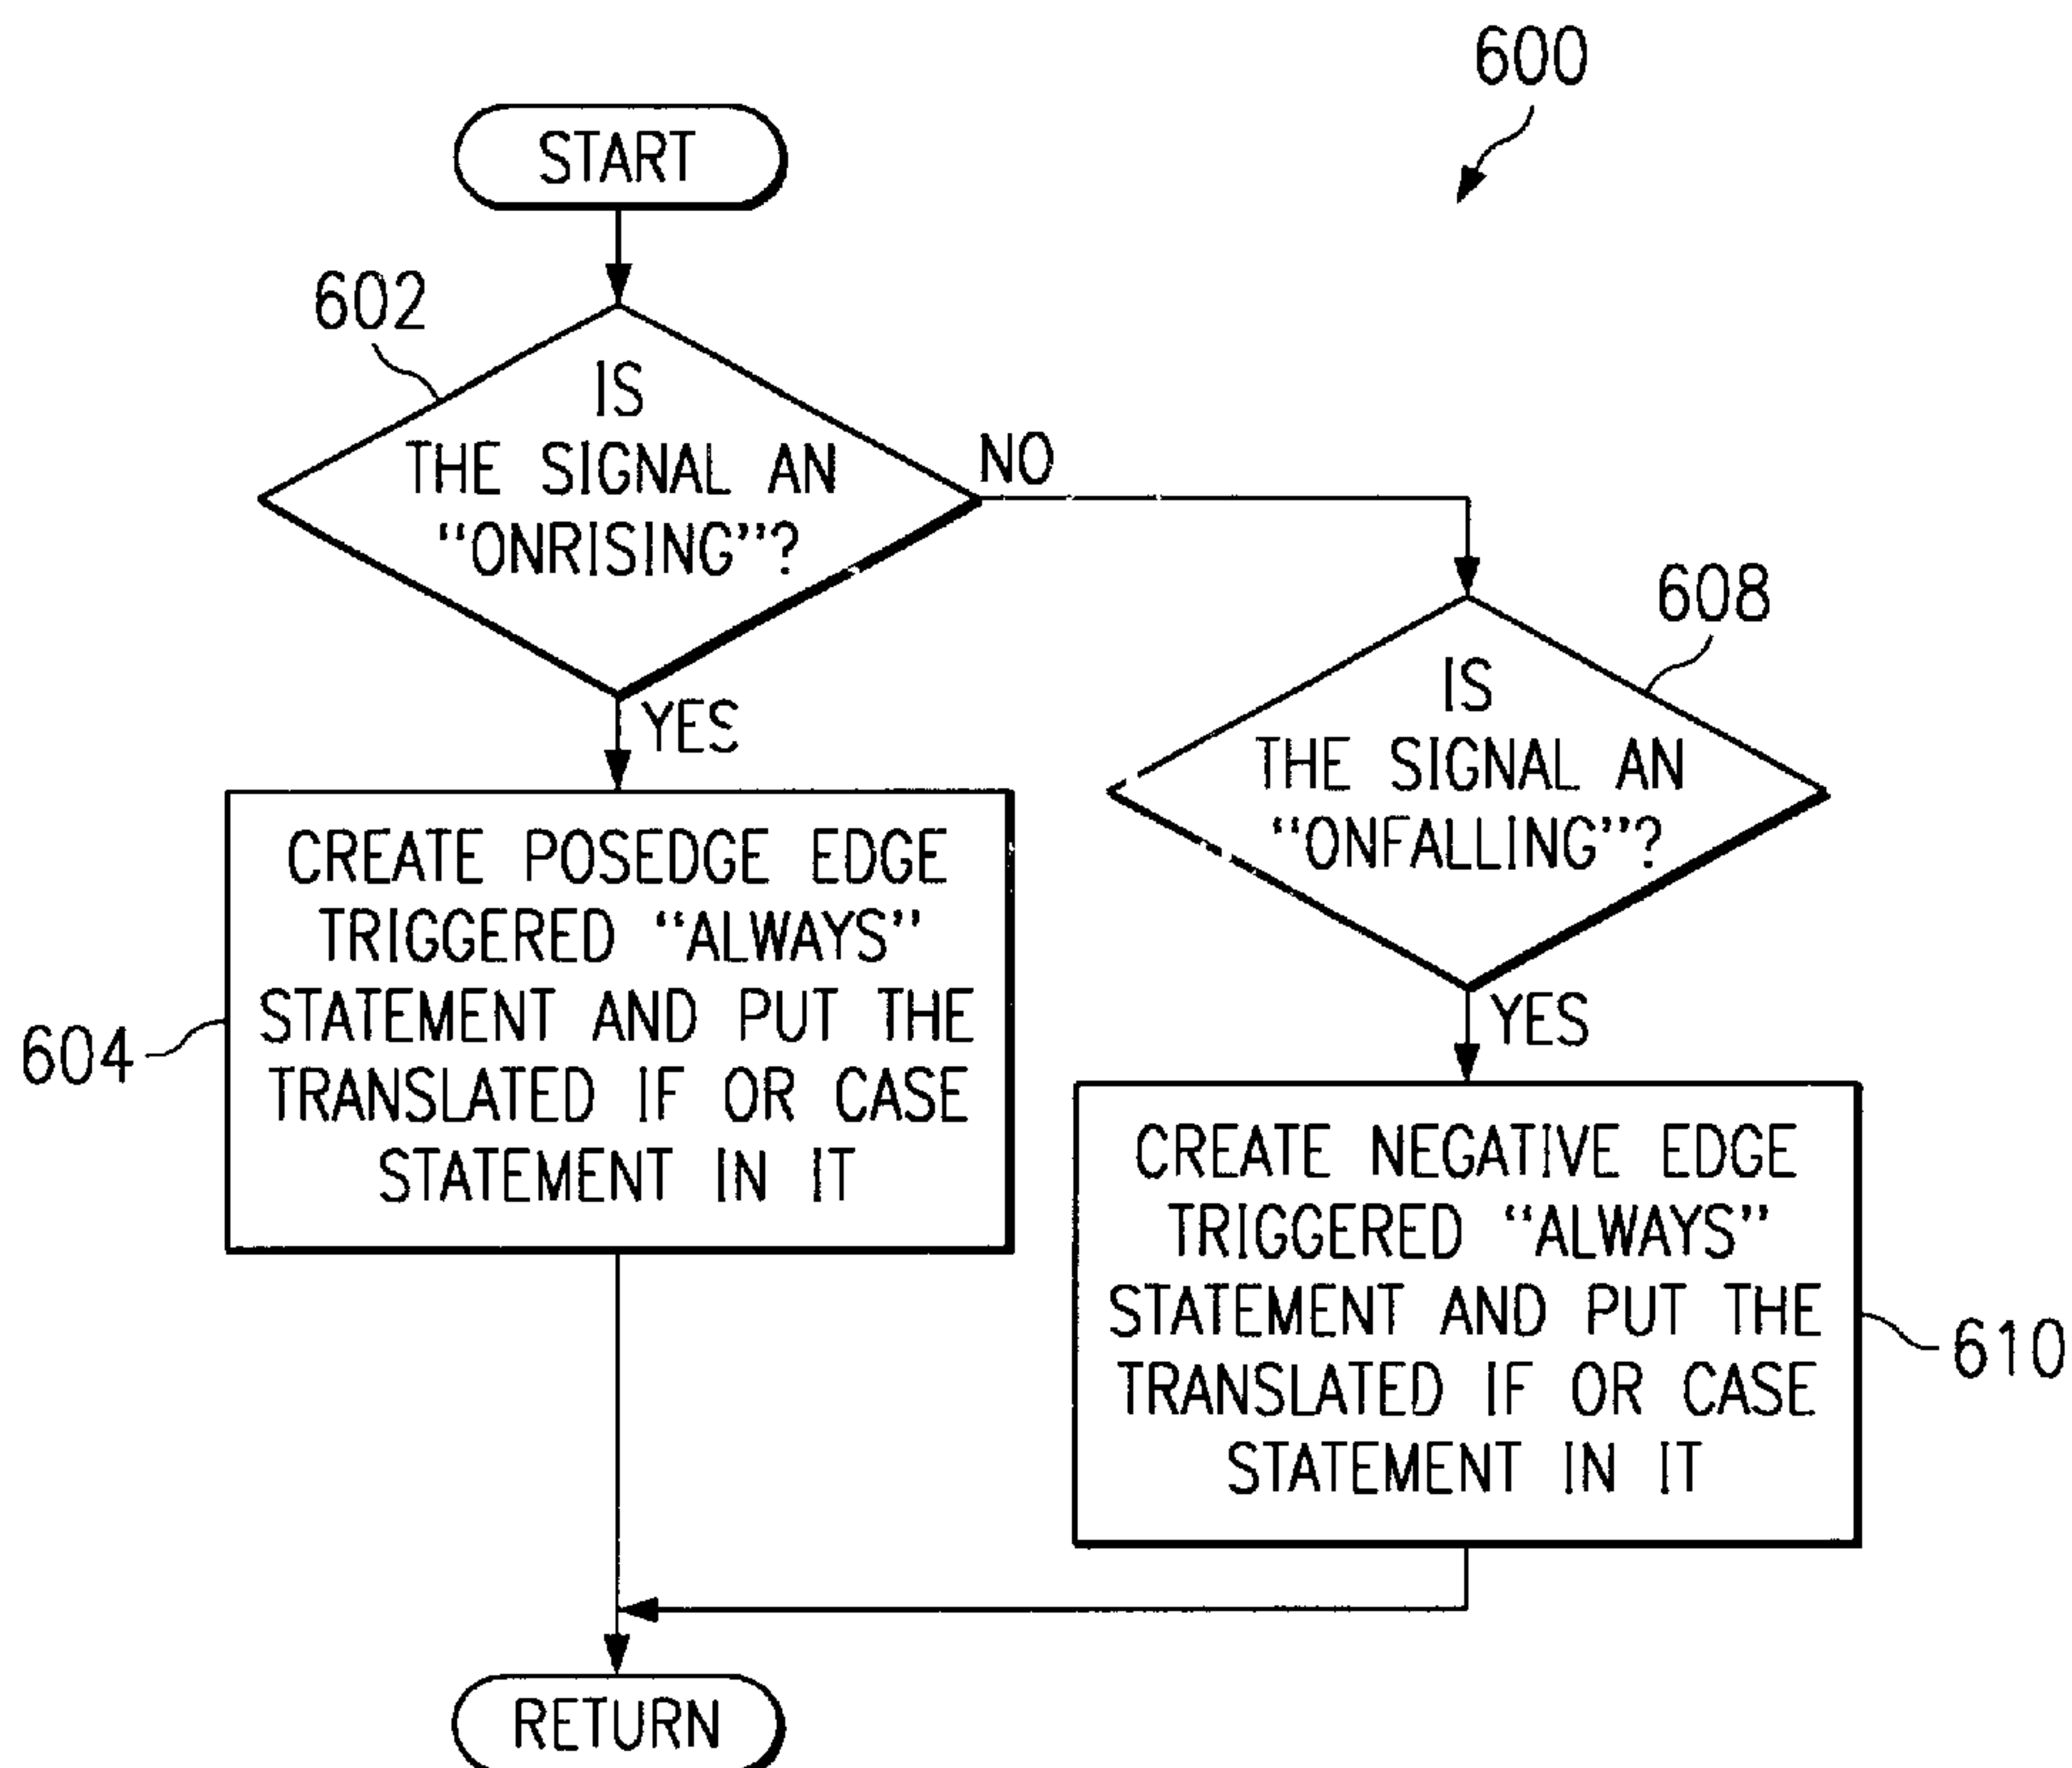 600
START
602
IS
THE SIGNAL AN
“ONRISING”?
NO
YES
608
IS
THE SIGNAL AN
“ONFALLING”?
YES
604
CREATE POSEDGE EDGE
TRIGGERED “ALWAYS”
STATEMENT AND PUT THE
TRANSLATED IF OR CASE
STATEMENT IN IT
CREATE NEGATIVE EDGE
TRIGGERED “ALWAYS”
STATEMENT AND PUT THE
TRANSLATED IF OR CASE
STATEMENT IN IT
610
RETURN